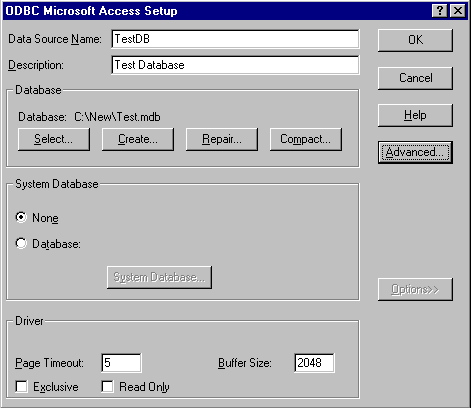 ODBC Microsoft Access Setup
Data Source Name: TestDB
OK
Description: Test Database
Cancel
Database
Database: C:\New\Test.mdb
Help
Select... Create... Repair... Compact...
Advanced...
System Database
None
Database:
System Database...
Options>>
Driver
Page Timeout: 5 Buffer Size: 2048
Exclusive Read Only